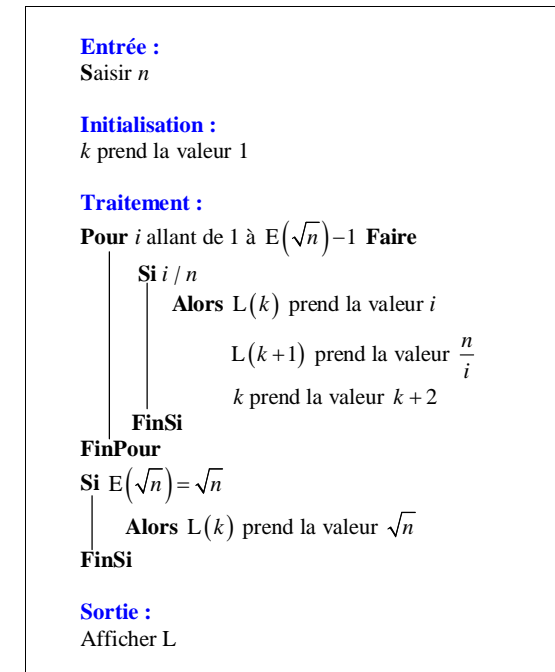 Entrée :
Saisir n
Initialisation :
k prend la valeur 1
Traitement :
Pour i allant de 1 à E(√n)−1 Faire
Si i / n
Alors L(k) prend la valeur i
L(k+1) prend la valeur n/i
k prend la valeur k + 2
FinSi
FinPour
Si E(√n)=√n
Alors L(k) prend la valeur √n
FinSi
Sortie :
Afficher L